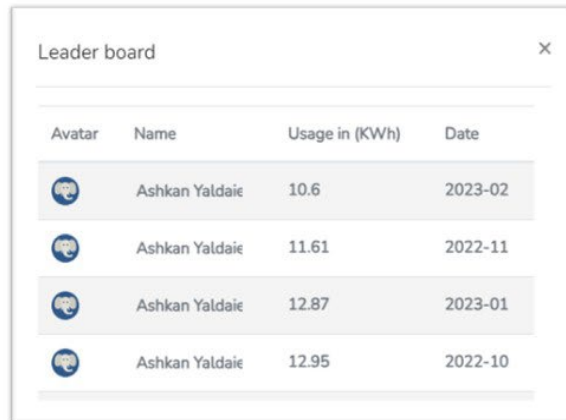 Leader board ×
Avatar Name Usage in (KWh) Date
Ashkan Yaldaie 10.6 2023-02
Ashkan Yaldaie 11.61 2022-11
Ashkan Yaldaie 12.87 2023-01
Ashkan Yaldaie 12.95 2022-10